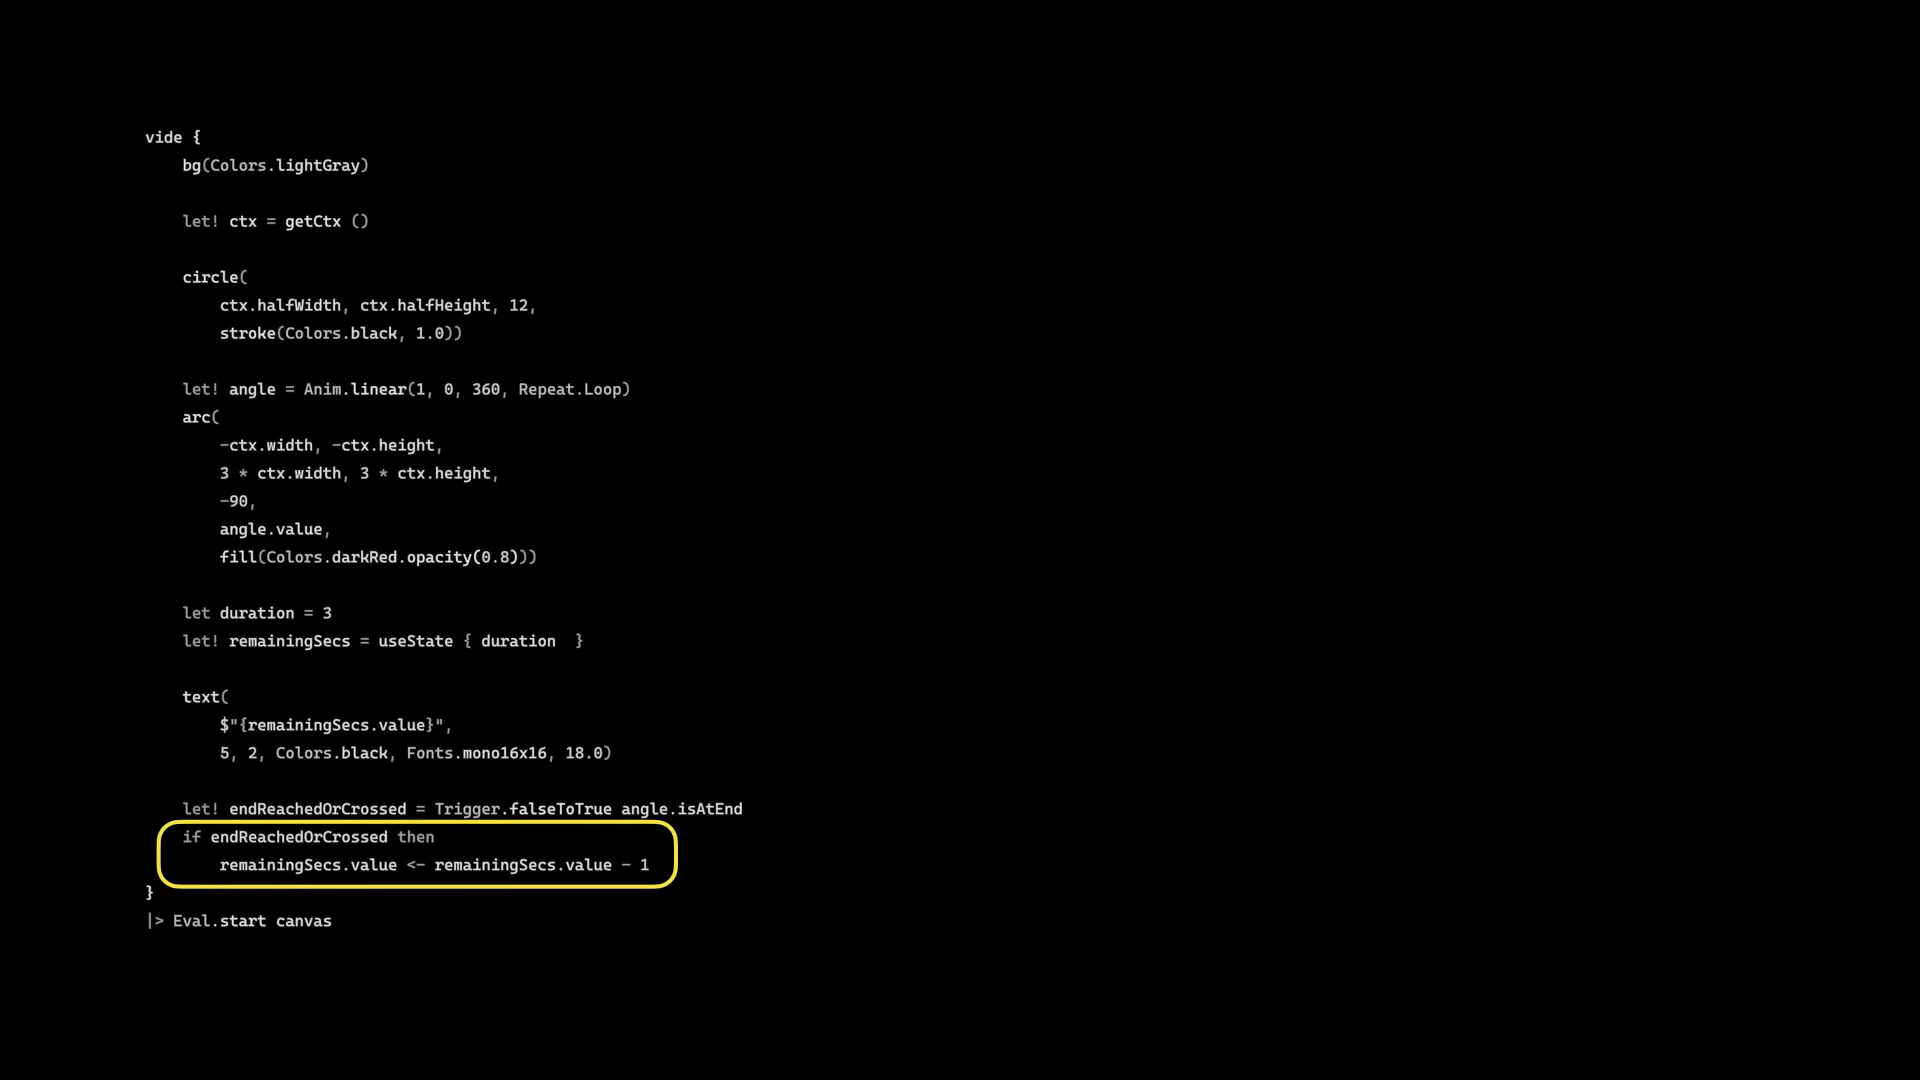 vide {
    bg(Colors.lightGray)
    let! ctx = getCtx ()
    circle(
        ctx.halfWidth, ctx.halfHeight, 12,
        stroke(Colors.black, 1.0))
    let! angle = Anim.linear(1, 0, 360, Repeat.Loop)
    arc(
        -ctx.width, -ctx.height,
        3 * ctx.width, 3 * ctx.height,
        -90,
        angle.value,
        fill(Colors.darkRed.opacity(0.8)))
    let duration = 3
    let! remainingSecs = useState { duration  }
    text(
        $"{remainingSecs.value}",
        5, 2, Colors.black, Fonts.mono16x16, 18.0)
    let! endReachedOrCrossed = Trigger.falseToTrue angle.isAtEnd
    if endReachedOrCrossed then
        remainingSecs.value <- remainingSecs.value - 1
}
|> Eval.start canvas